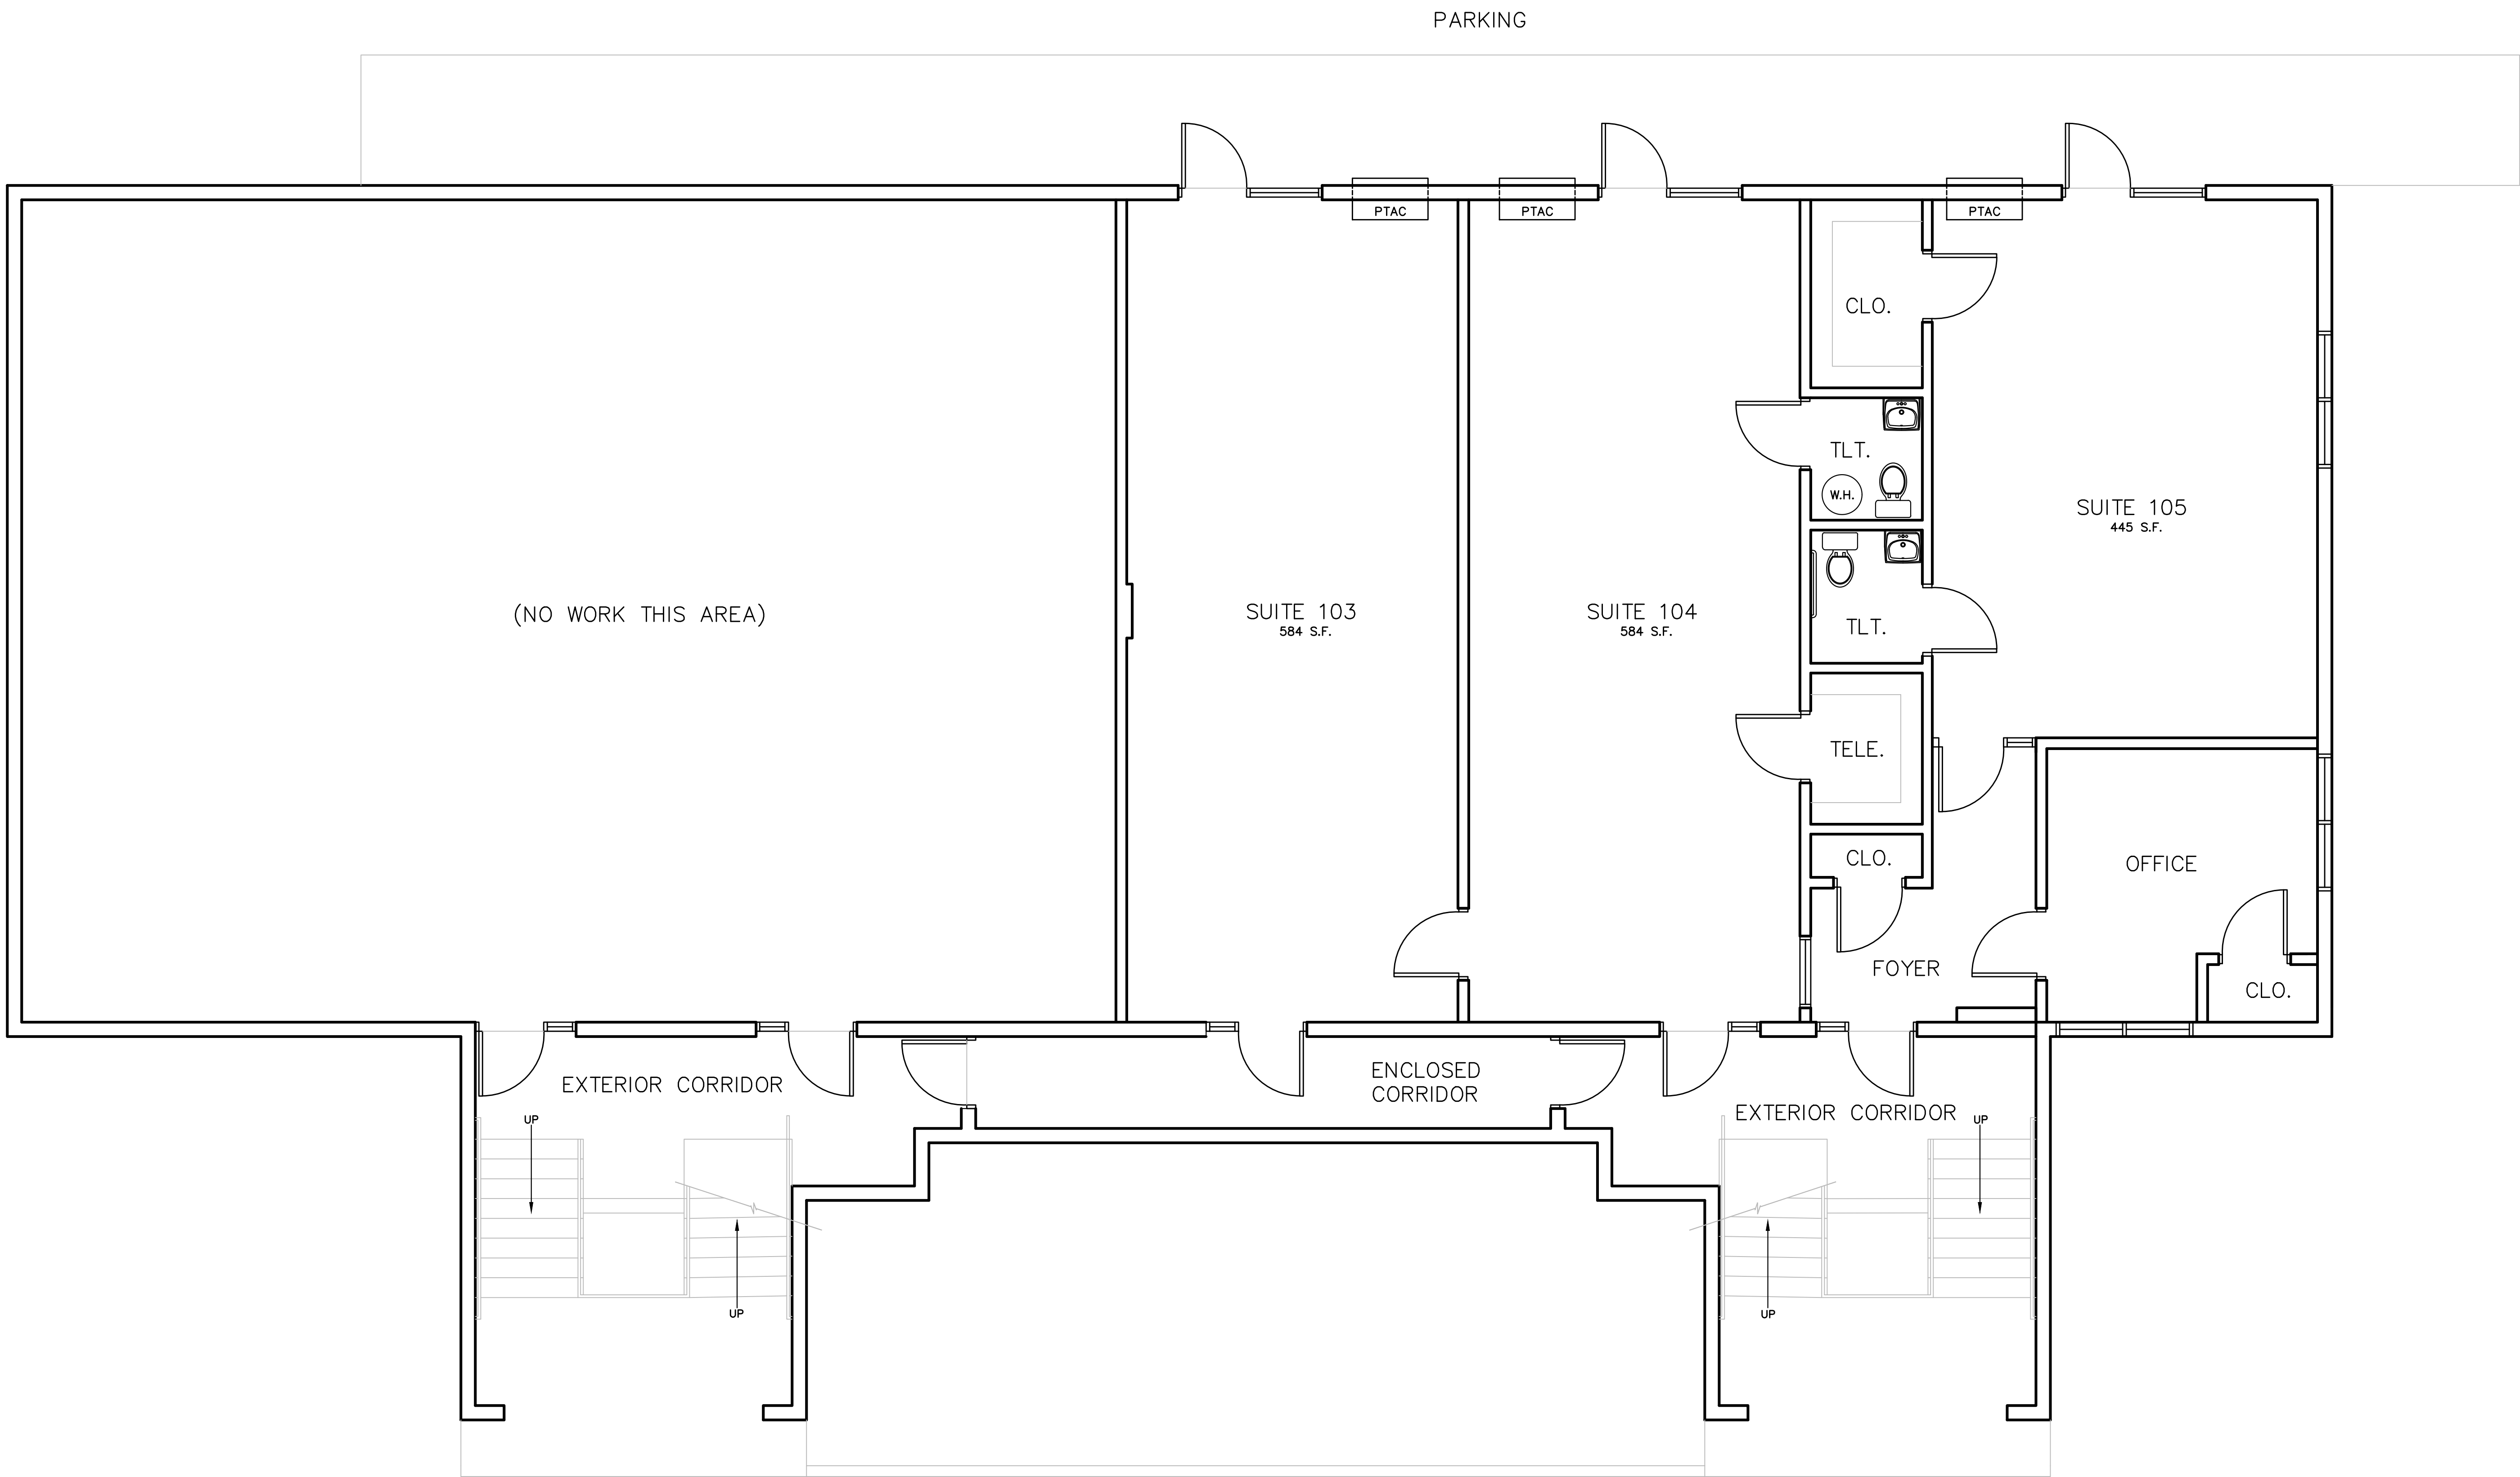 PARKING
PTAC
PTAC
PTAC
CLO.
TLT.
W.H.
SUITE 105
445 S.F.
(NO WORK THIS AREA)
SUITE 103
584 S.F.
SUITE 104
584 S.F.
TLT.
TELE.
CLO.
OFFICE
FOYER
CLO.
EXTERIOR CORRIDOR
ENCLOSED
CORRIDOR
EXTERIOR CORRIDOR
UP
UP
UP
UP